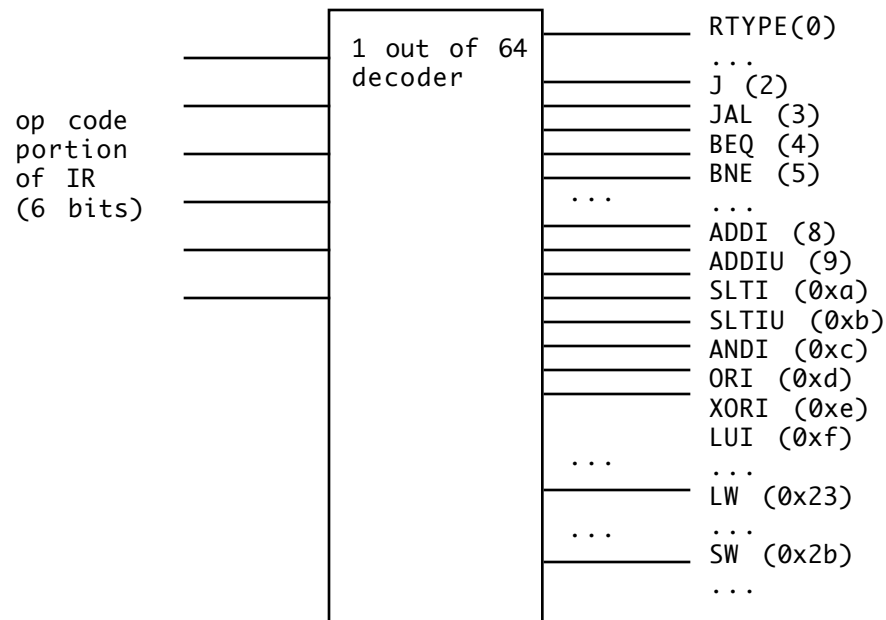 op code
portion
of IR
(6 bits)
1 out of 64
decoder
...
...
...
RTYPE(0)
...
J (2)
JAL (3)
BEQ (4)
BNE (5)
...
ADDI (8)
ADDIU (9)
SLTI (0xa)
SLTIU (0xb)
ANDI (0xc)
ORI (0xd)
XORI (0xe)
LUI (0xf)
...
LW (0x23)
...
SW (0x2b)
...